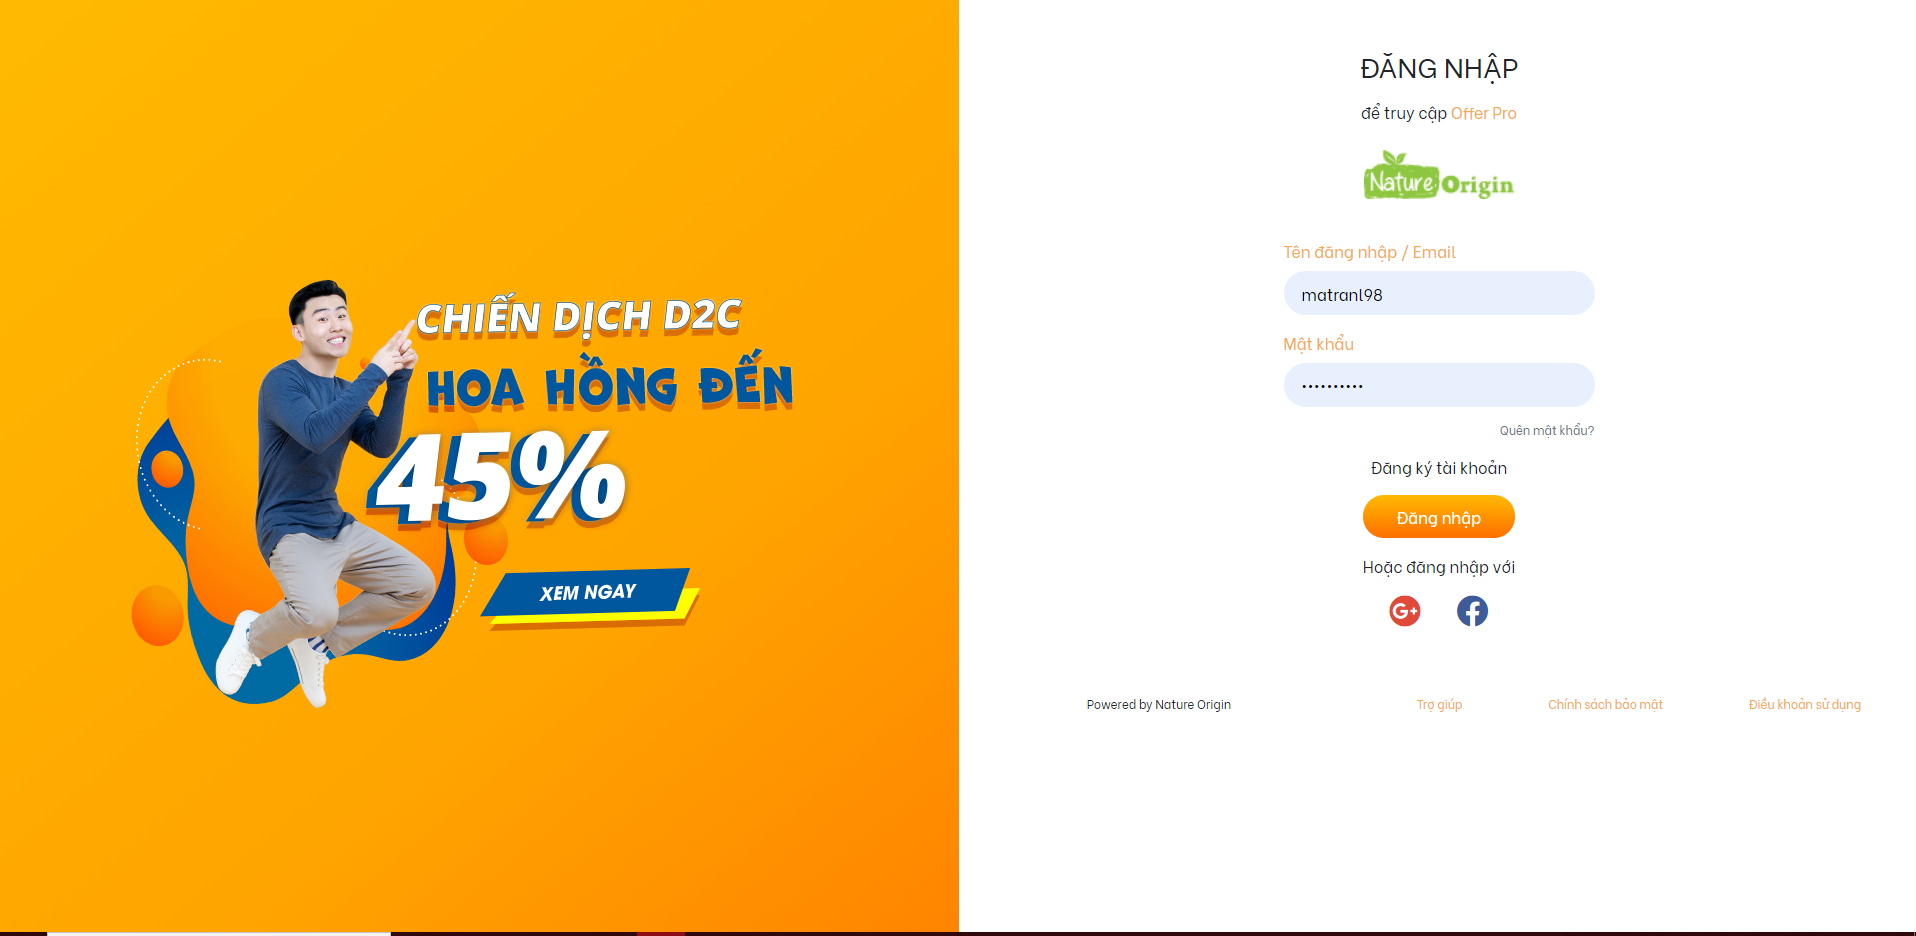 CHIẾN DỊCH D2C
HOA HỒNG ĐẾN
45%
XEM NGAY
ĐĂNG NHẬP
để truy cập Offer Pro
Nature Origin
Tên đăng nhập / Email
matranl98
Mật khẩu
••••••••••
Quên mật khẩu?
Đăng ký tài khoản
Đăng nhập
Hoặc đăng nhập với
G+
Powered by Nature Origin
Trợ giúp
Chính sách bảo mật
Điều khoản sử dụng